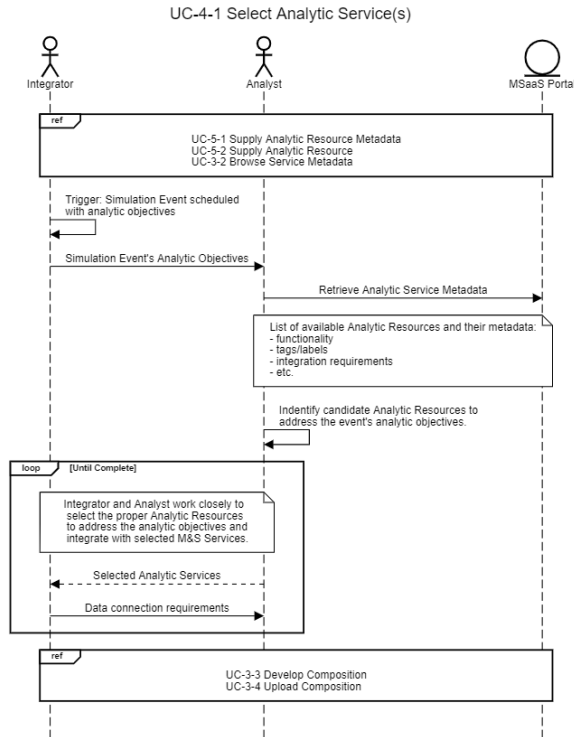 UC-4-1 Select Analytic Service(s)
Integrator
Analyst
MSaaS Porta
ref
UC-5-1 Supply Analytic Resource Metadata
UC-5-2 Supply Analytic Resource
UC-3-2 Browse Service Metadata
Trigger: Simulation Event scheduled
with analytic objectives
Simulation Event's Analytic Objectives
Retrieve Analytic Service Metadata
List of available Analytic Resources and their metadata:
- functionality
- tags/labels
- integration requirements
- etc.
Indentify candidate Analytic Resources to
address the event's analytic objectives.
loop
[Until Complete]
Integrator and Analyst work closely to
select the proper Analytic Resources
to address the analytic objectives and
integrate with selected M&S Services.
Selected Analytic Services
Data connection requirements
ref
UC-3-3 Develop Composition
UC-3-4 Upload Composition